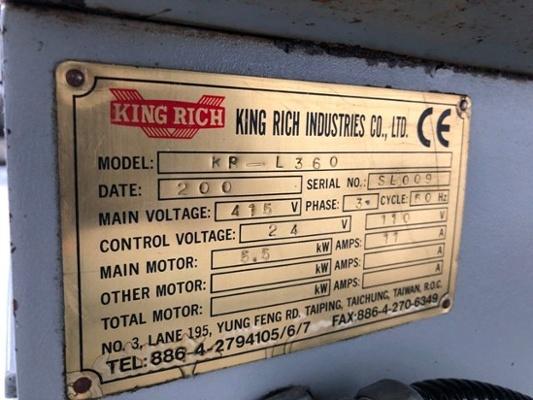 KING RICH KING RICH INDUSTRIES CO., LTD. CE
MODEL: KR-L360
DATE: 200 SERIAL NO.: SL009
MAIN VOLTAGE: 415 V PHASE: 3 CYCLE: 50 Hz
CONTROL VOLTAGE: 24 V 110 V
MAIN MOTOR: 5.5 KW AMPS: 11 A
OTHER MOTOR: KW AMPS: A
TOTAL MOTOR: KW AMPS: A
NO. 3, LANE 195, YUNG FENG RD. TAIPING, TAICHUNG, TAIWAN, R.O.C.
TEL: 886-4-2794105/6/7 FAX: 886-4-270-6349